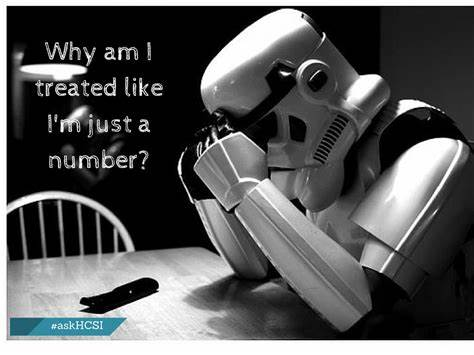 Why am I
treated like
I'm just a
number?
#askHCSI